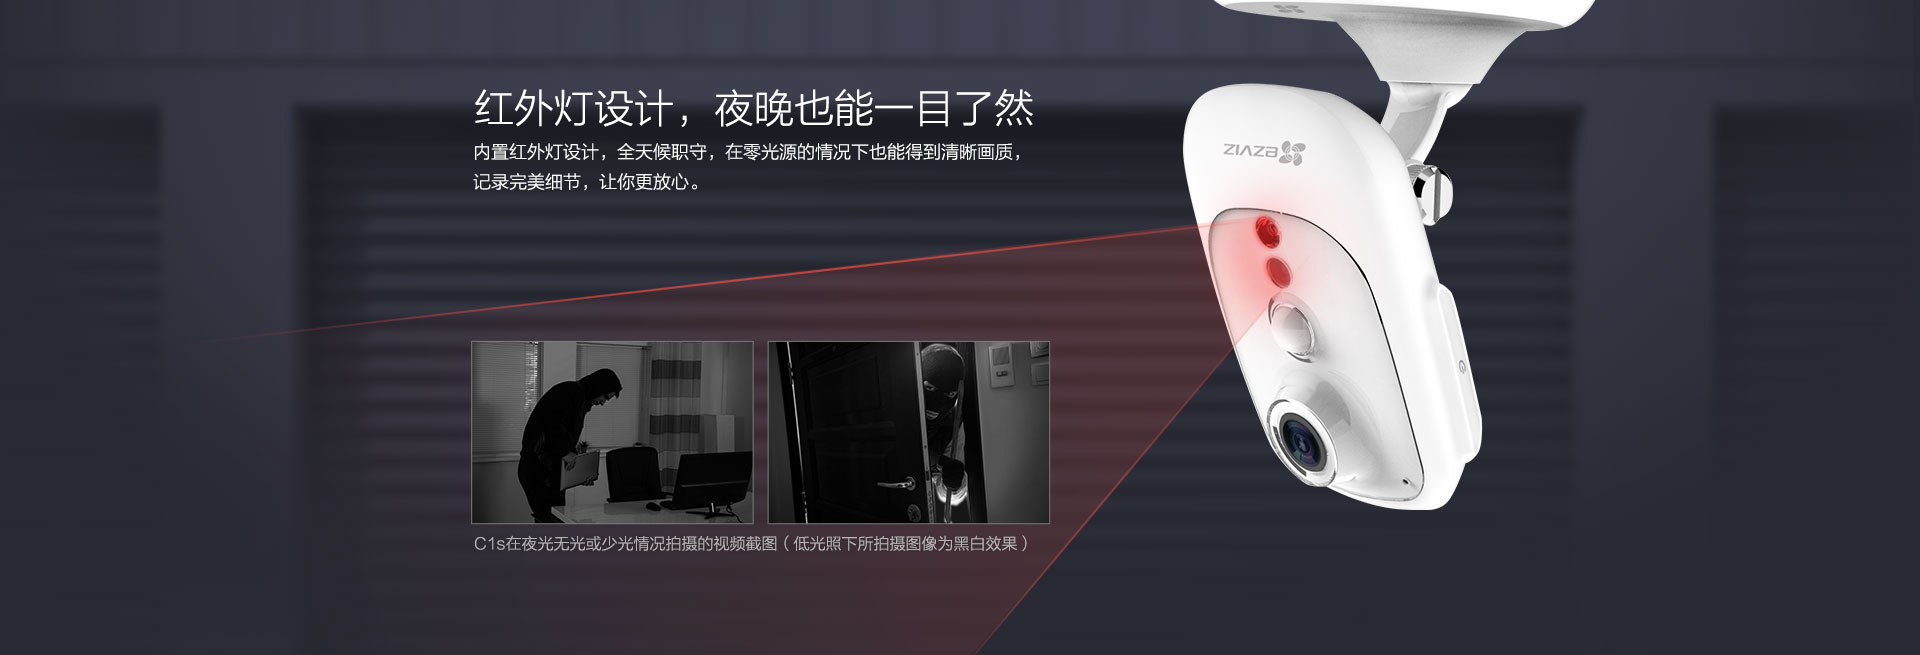 红外灯设计，夜晚也能一目了然
内置红外灯设计，全天候职守，在零光源的情况下也能得到清晰画质，
记录完美细节，让你更放心。
EZVIZ
C1s在夜光无光或少光情况拍摄的视频截图（低光照下所拍摄图像为黑白效果）